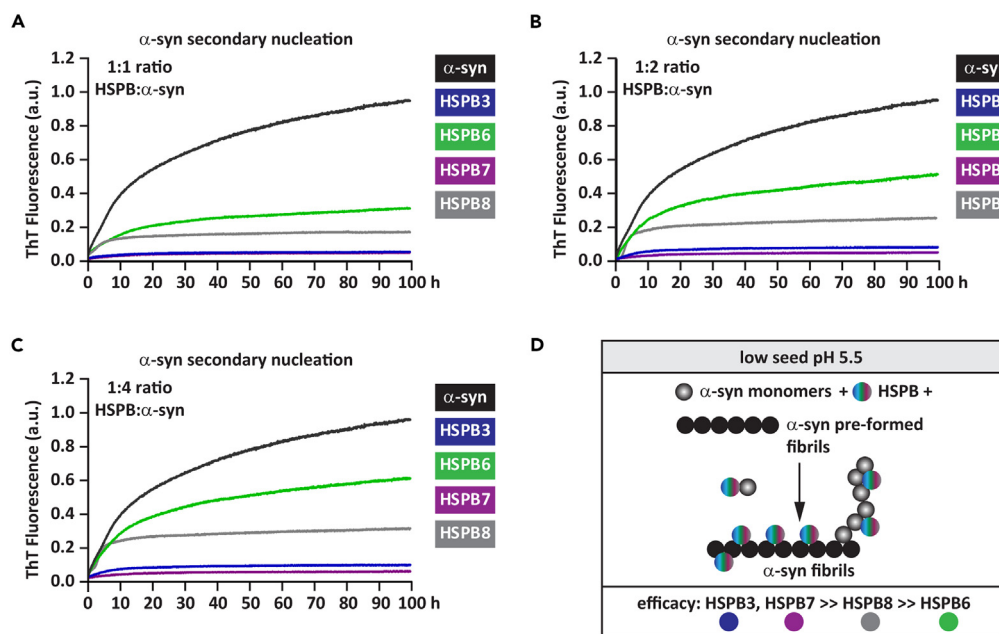 A
α-syn secondary nucleation
1:1 ratio
HSPB:α-syn
ThT Fluorescence (a.u.)
1.2
1.0
0.8
0.6
0.4
0.2
0.0
0 10 20 30 40 50 60 70 80 90 100 h
α-syn
HSPB3
HSPB6
HSPB7
HSPB8
B
α-syn secondary nucleation
1:2 ratio
HSPB:α-syn
ThT Fluorescence (a.u.)
1.2
1.0
0.8
0.6
0.4
0.2
0.0
0 10 20 30 40 50 60 70 80 90 100 h
α-sy
HSPB
HSPB
HSPB
HSPB
C
α-syn secondary nucleation
1:4 ratio
HSPB:α-syn
ThT Fluorescence (a.u.)
1.2
1.0
0.8
0.6
0.4
0.2
0.0
0 10 20 30 40 50 60 70 80 90 100 h
α-syn
HSPB3
HSPB6
HSPB7
HSPB8
D
low seed pH 5.5
α-syn monomers + HSPB +
α-syn pre-formed
fibrils
α-syn fibrils
efficacy: HSPB3, HSPB7 >> HSPB8 >> HSPB6